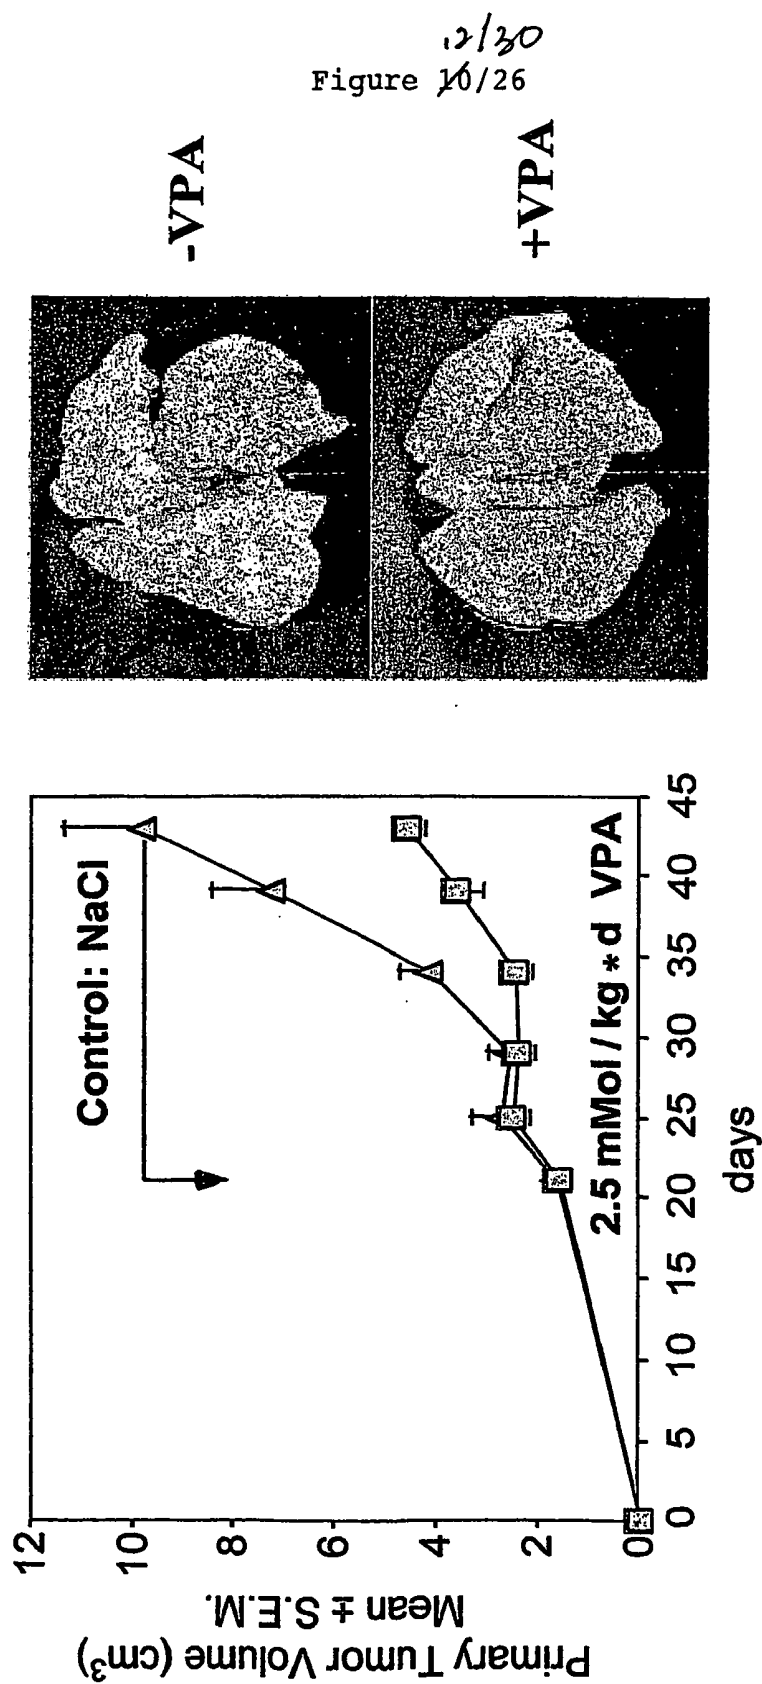 12/30
Figure 10/26
-VPA
+VPA
Control: NaCl
2.5 mMol / kg * d VPA
12
10
8
6
4
2
0
0 5 10 15 20 25 30 35 40 45
days
Primary Tumor Volume (cm³)
Mean ± S.E.M.